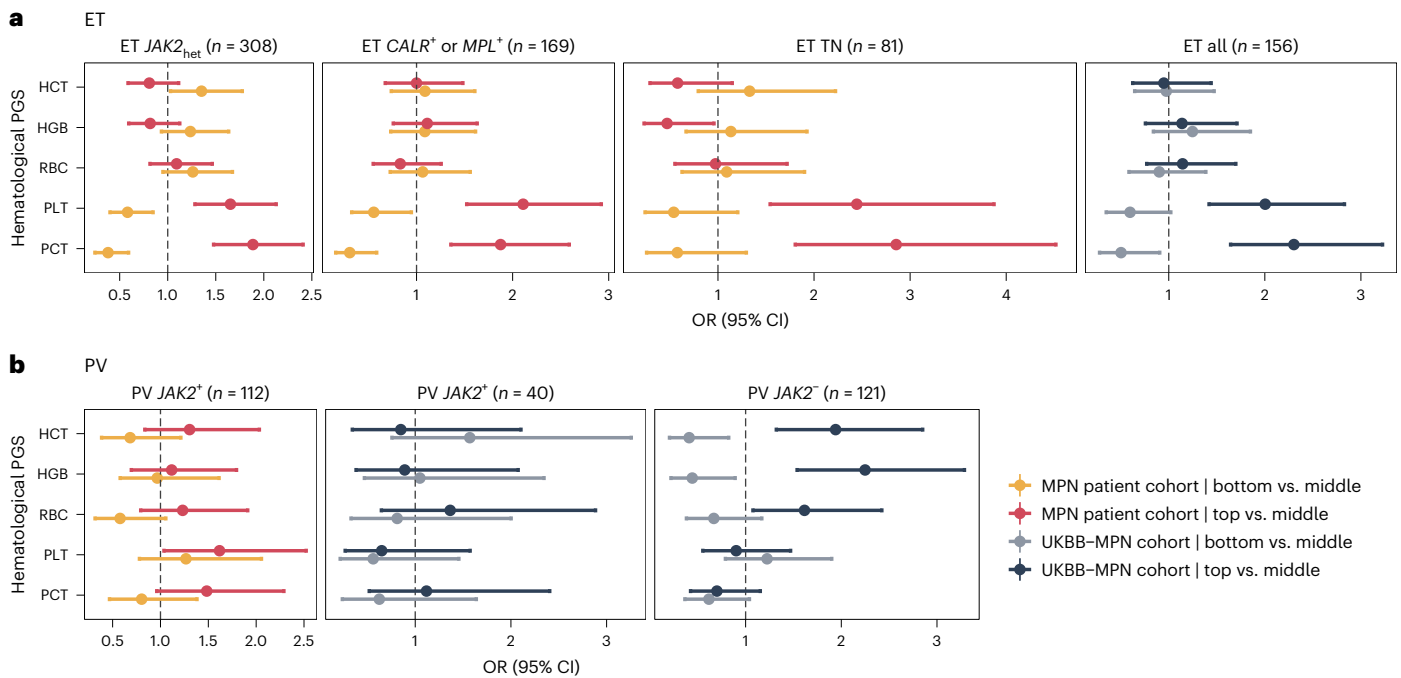 a
ET
ET JAK2het (n = 308)
ET CALR+ or MPL+ (n = 169)
ET TN (n = 81)
ET all (n = 156)
Hematological PGS
HCT
HGB
RBC
PLT
PCT
0.5 1.0 1.5 2.0 2.5
1 2 3
1 2 3 4
1 2 3
OR (95% CI)
b
PV
PV JAK2+ (n = 112)
PV JAK2+ (n = 40)
PV JAK2− (n = 121)
Hematological PGS
HCT
HGB
RBC
PLT
PCT
0.5 1.0 1.5 2.0 2.5
1 2 3
1 2 3
OR (95% CI)
MPN patient cohort | bottom vs. middle
MPN patient cohort | top vs. middle
UKBB–MPN cohort | bottom vs. middle
UKBB–MPN cohort | top vs. middle